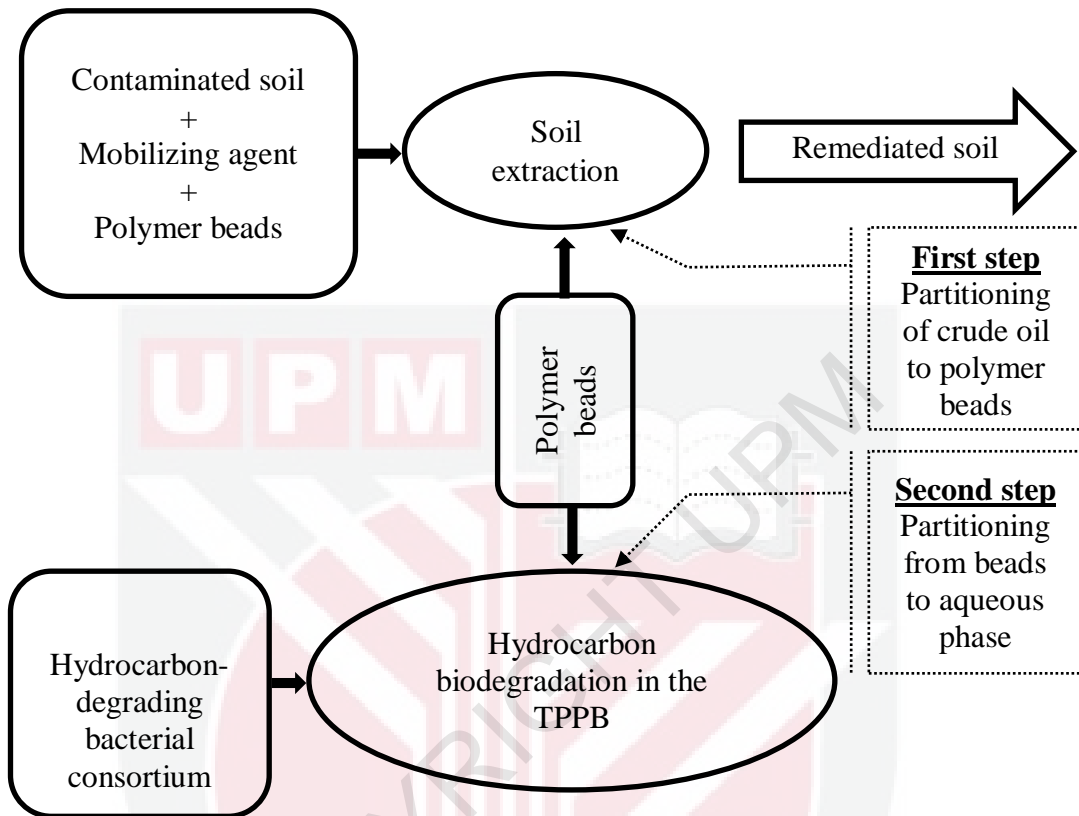 Contaminated soil
+
Mobilizing agent
+
Polymer beads
Soil
extraction
Remediated soil
First step
Partitioning
of crude oil
to polymer
beads
Polymer
beads
UPM
Second step
Partitioning
from beads
to aqueous
phase
Hydrocarbon-
degrading
bacterial
consortium
Hydrocarbon
biodegradation in the
TPPB
YRIGHT UPM